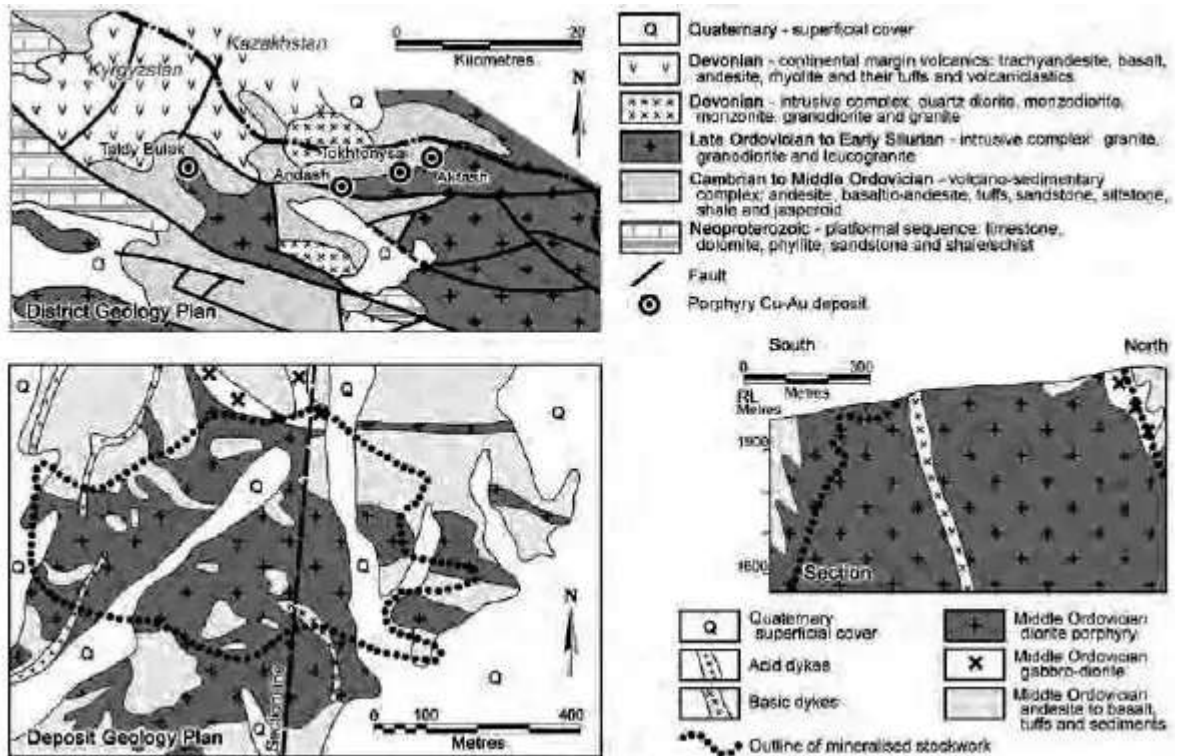 Kazakhstan
Kyrgyzstan
0 20
Kilometres
N
Q
Taldy Bulak
Tokhtonysai
Andash
Aktash
Q
Q
District Geology Plan
Q Quaternary - superficial cover
Devonian - continental margin volcanics: trachyandesite, basalt,
andesite, rhyolite and their tuffs and volcaniclastics
Devonian - intrusive complex: quartz diorite, monzodiorite,
monzonite, granodiorite and granite
Late Ordovician to Early Silurian - intrusive complex: granite,
granodiorite and leucogranite
Cambrian to Middle Ordovician - volcano-sedimentary
complex: andesite, basaltic-andesite, tuffs, sandstone, siltstone,
shale and jasperoid
Neoproterozoic - platformal sequence: limestone,
dolomite, phyllite, sandstone and shale/schist
Fault
Porphyry Cu-Au deposit
Q
Q
Q
Q
Q
Q
Q
Q
Q
N
Section line
0 100 400
Metres
Deposit Geology Plan
South North
0 300
Metres
RL
Metres
1900
1600
Section
Q Quaternary
superficial cover
Acid dykes
Basic dykes
Middle Ordovician
diorite porphyry
Middle Ordovician
gabbro-diorite
Middle Ordovician
andesite to basalt,
tuffs and sediments
Outline of mineralised stockwork